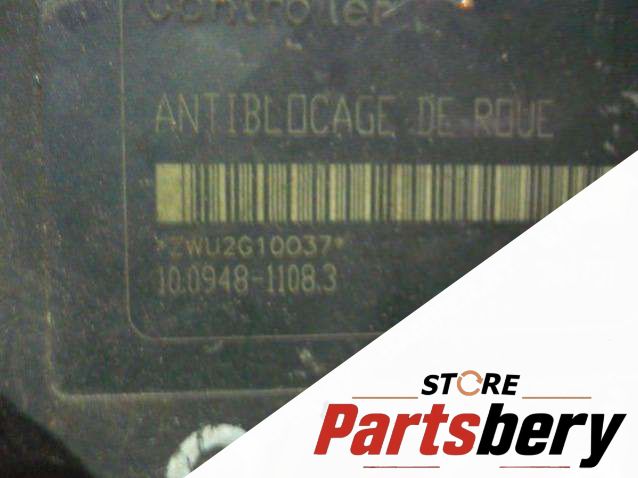 Controller
ANTIBLOCAGE DE ROUE
*ZWU2G10037*
10.0948-1108.3
STORE
Partsbery